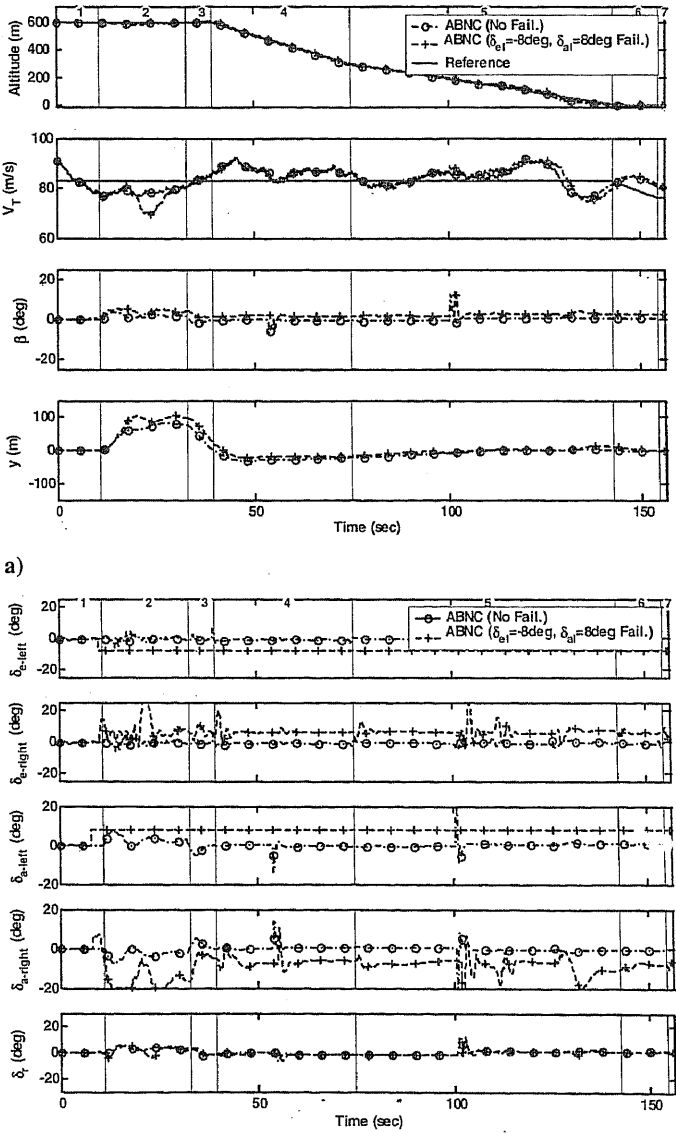 1 2 3 4 5 6 7
600
400
200
0
Altitude (m)
ABNC (No Fail.)
ABNC (δel=-8deg, δal=8deg Fail.)
Reference
100
80
60
VT (m/s)
20
0
-20
β (deg)
100
0
-100
y (m)
0 50 100 150
Time (sec)
a)
1 2 3 4 5 6 7
20
0
-20
δe-left (deg)
ABNC (No Fail.)
ABNC (δel=-8deg, δal=8deg Fail.)
20
0
-20
δe-right (deg)
20
0
-20
δa-left (deg)
20
0
-20
δa-right (deg)
20
0
-20
δr (deg)
0 50 100 150
Time (sec)